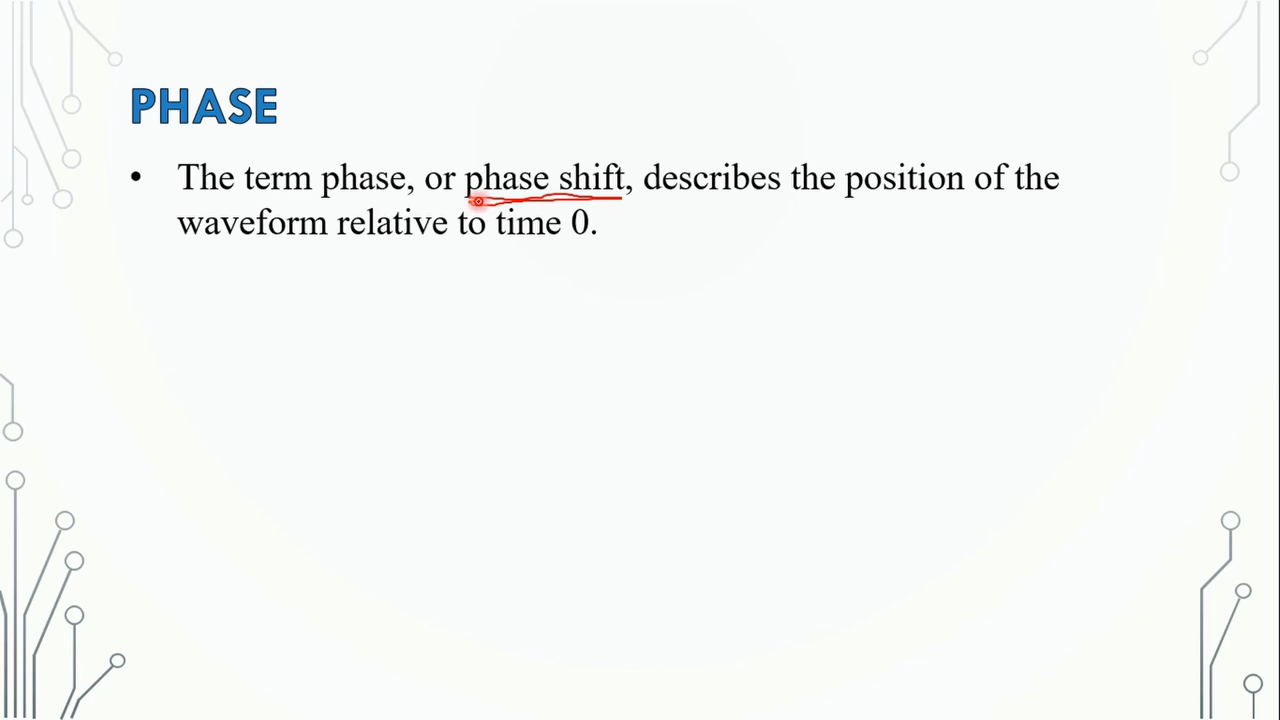 PHASE
• The term phase, or phase shift, describes the position of the
waveform relative to time 0.